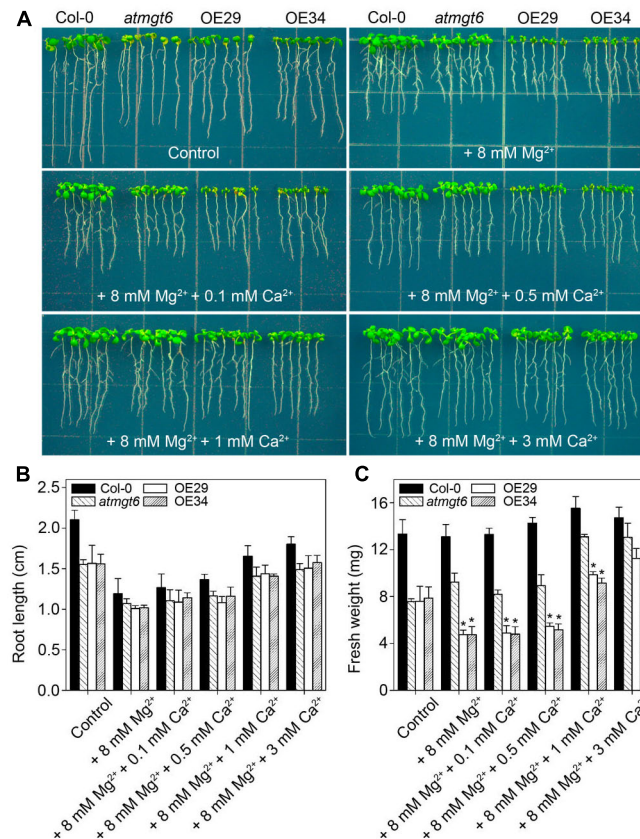 A
Col-0 atmgt6 OE29 OE34 Col-0 atmgt6 OE29 OE34
Control
+ 8 mM Mg²⁺
+ 8 mM Mg²⁺ + 0.1 mM Ca²⁺
+ 8 mM Mg²⁺ + 0.5 mM Ca²⁺
+ 8 mM Mg²⁺ + 1 mM Ca²⁺
+ 8 mM Mg²⁺ + 3 mM Ca²⁺
B
Col-0 OE29
atmgt6 OE34
Root length (cm)
2.5
2.0
1.5
1.0
0.5
0.0
Control
+ 8 mM Mg²⁺
+ 8 mM Mg²⁺ + 0.1 mM Ca²⁺
+ 8 mM Mg²⁺ + 0.5 mM Ca²⁺
+ 8 mM Mg²⁺ + 1 mM Ca²⁺
+ 8 mM Mg²⁺ + 3 mM Ca²⁺
C
Col-0 OE29
atmgt6 OE34
Fresh weight (mg)
16
12
8
4
0
* * * * * * * *
Control
+ 8 mM Mg²⁺
+ 8 mM Mg²⁺ + 0.1 mM Ca²⁺
+ 8 mM Mg²⁺ + 0.5 mM Ca²⁺
+ 8 mM Mg²⁺ + 1 mM Ca²⁺
+ 8 mM Mg²⁺ + 3 mM Ca²⁺